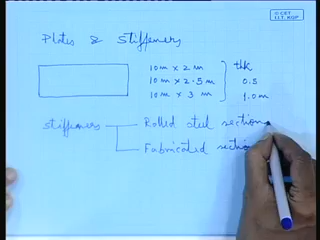 © CET
I.I.T. KGP
Plates & Stiffeners
10 m x 2 m
10 m x 2.5 m
10 m x 3 m
thk
0.5
1.0 m
stiffeners
Rolled steel sections
Fabricated section